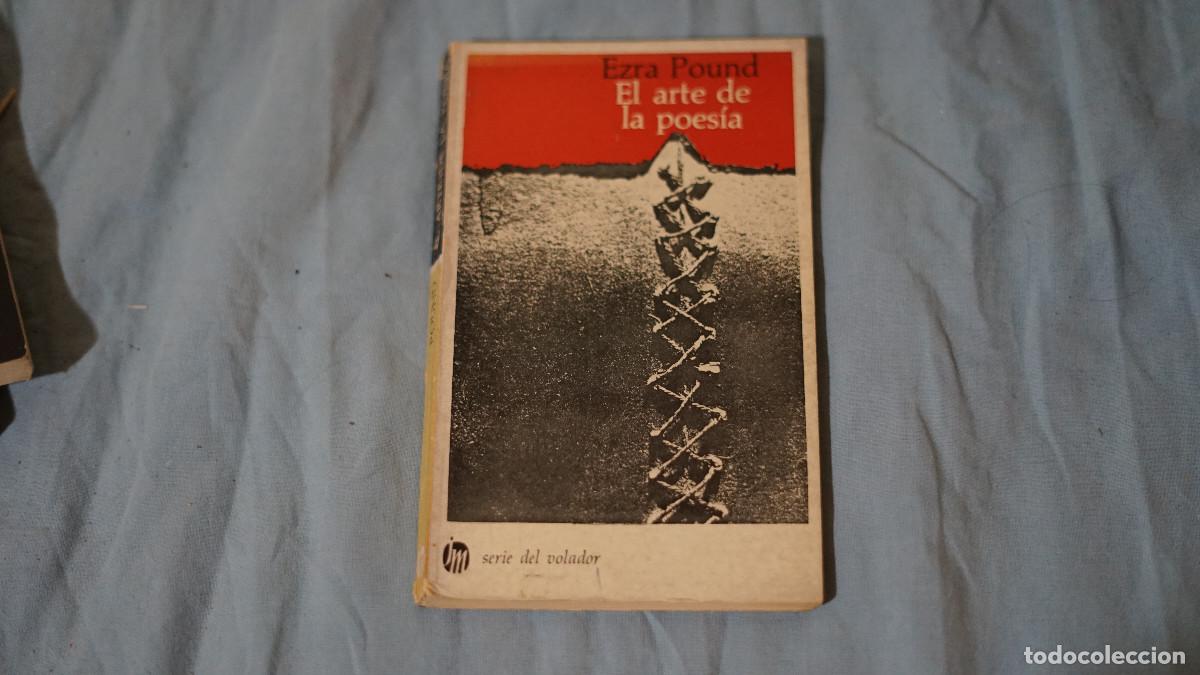 Ezra Pound
El arte de
la poesía
jm
serie del volador
todocoleccion